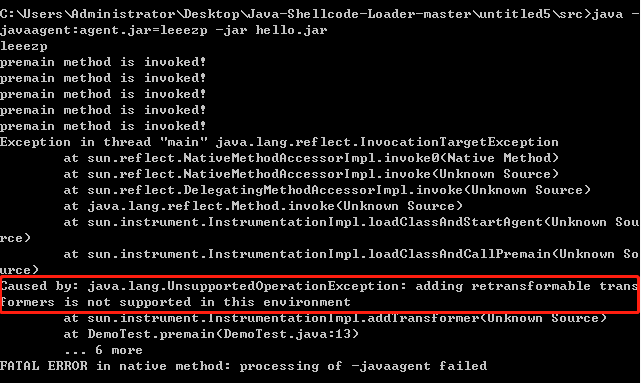 C:\Users\Administrator\Desktop\Java-Shellcode-Loader-master\untitled5\src>java -
javaagent:agent.jar=leeezp -jar hello.jar
leeezp
premain method is invoked!
premain method is invoked!
premain method is invoked!
premain method is invoked!
premain method is invoked!
Exception in thread "main" java.lang.reflect.InvocationTargetException
        at sun.reflect.NativeMethodAccessorImpl.invoke0(Native Method)
        at sun.reflect.NativeMethodAccessorImpl.invoke(Unknown Source)
        at sun.reflect.DelegatingMethodAccessorImpl.invoke(Unknown Source)
        at java.lang.reflect.Method.invoke(Unknown Source)
        at sun.instrument.InstrumentationImpl.loadClassAndStartAgent(Unknown Sou
rce)
        at sun.instrument.InstrumentationImpl.loadClassAndCallPremain(Unknown So
urce)
Caused by: java.lang.UnsupportedOperationException: adding retransformable trans
formers is not supported in this environment
        at sun.instrument.InstrumentationImpl.addTransformer(Unknown Source)
        at DemoTest.premain(DemoTest.java:13)
        ... 6 more
FATAL ERROR in native method: processing of -javaagent failed